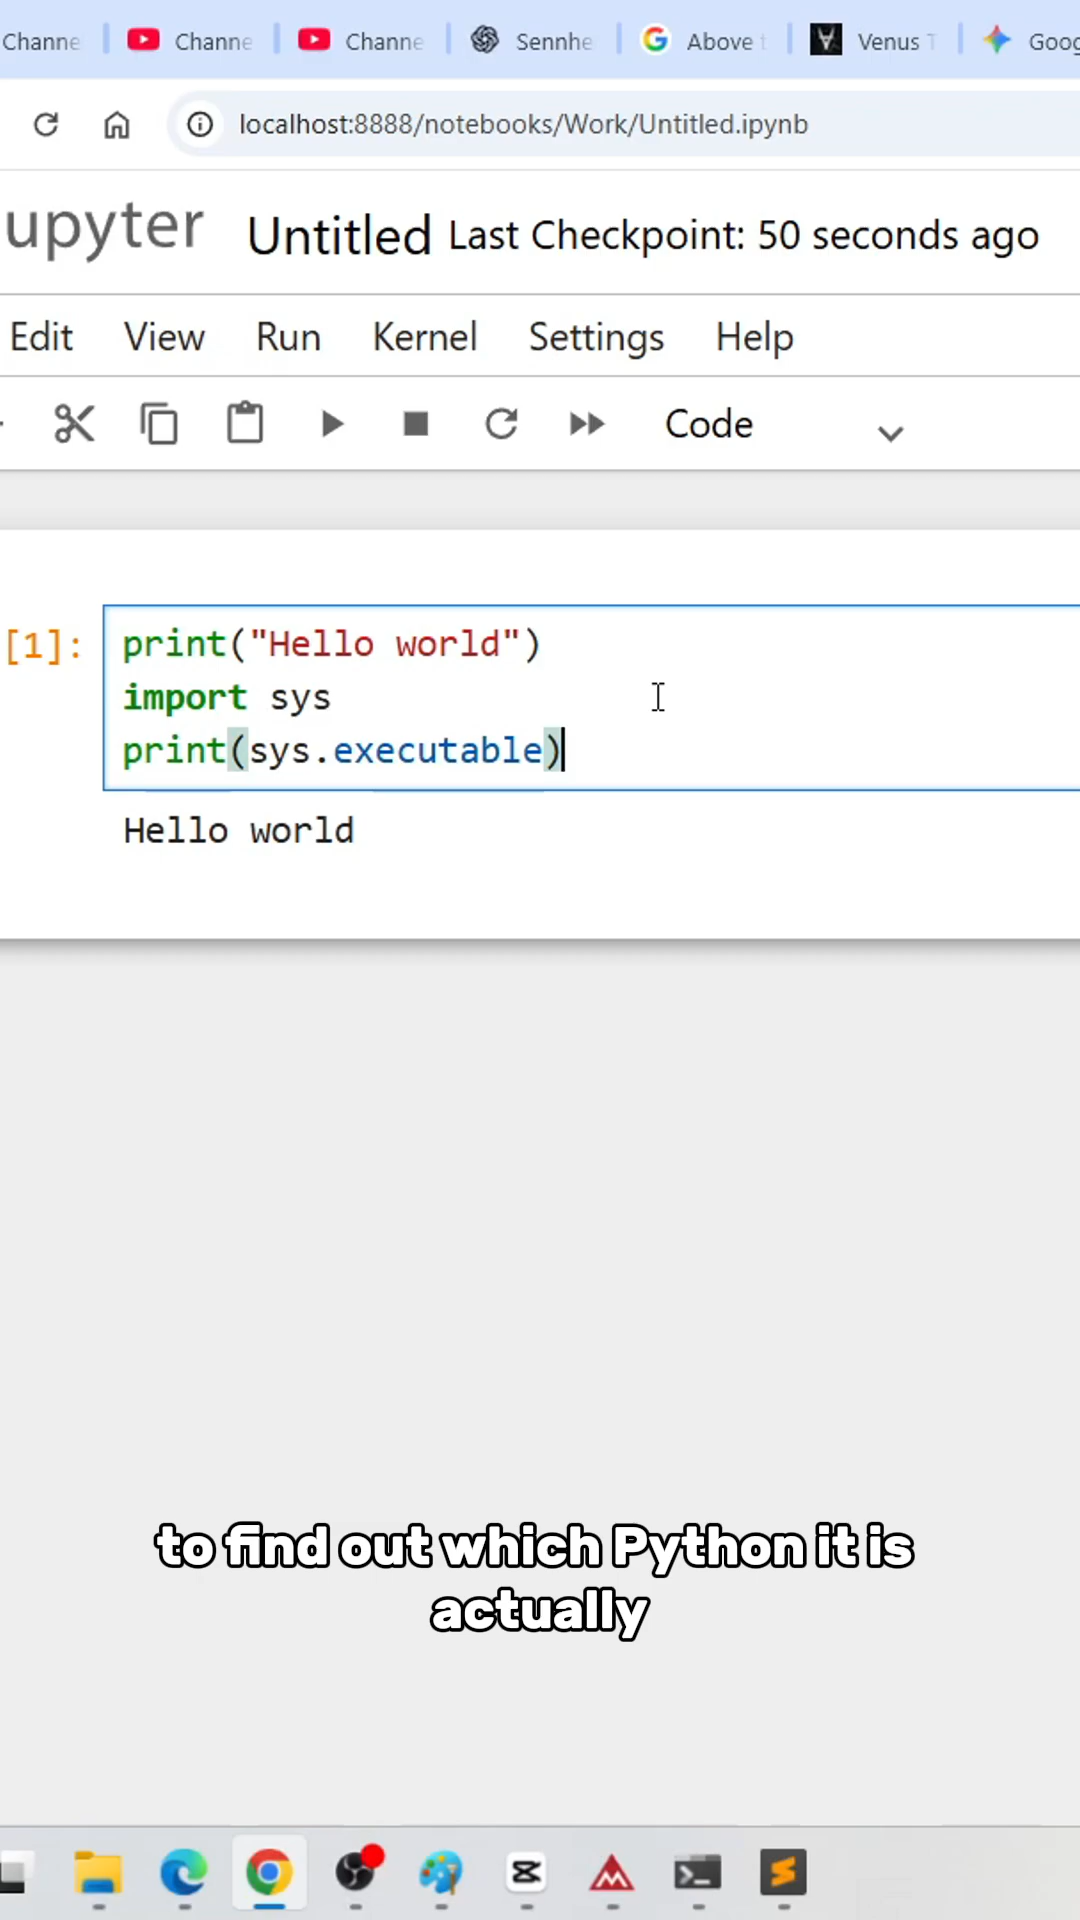 Channe Channe Channe Sennhe Above t Venus T Goog
localhost:8888/notebooks/Work/Untitled.ipynb
upyter Untitled Last Checkpoint: 50 seconds ago
Edit View Run Kernel Settings Help
Code
[1]: print("Hello world")
import sys
print(sys.executable)
Hello world
to find out which Python it is
actually